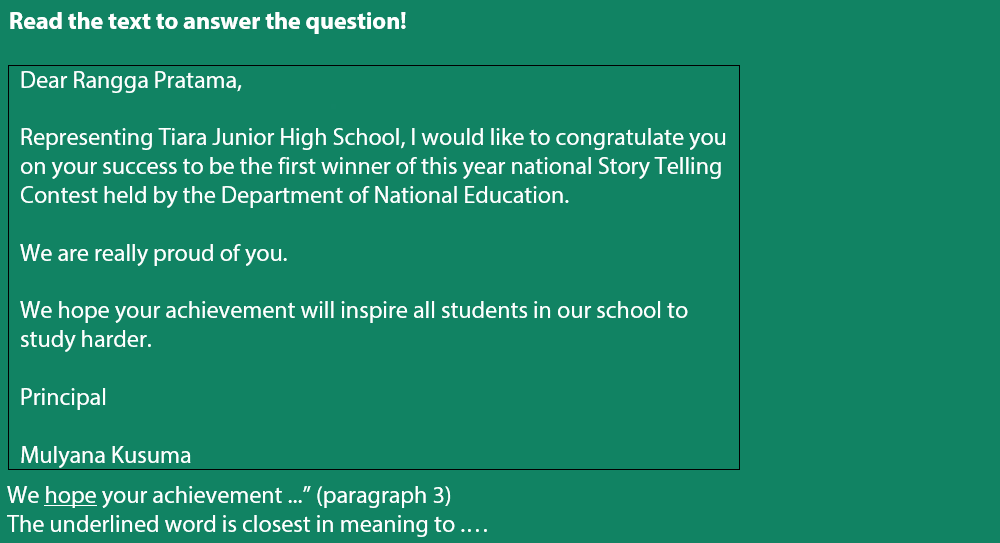 Read the text to answer the question!
Dear Rangga Pratama,
Representing Tiara Junior High School, I would like to congratulate you
on your success to be the first winner of this year national Story Telling
Contest held by the Department of National Education.
We are really proud of you.
We hope your achievement will inspire all students in our school to
study harder.
Principal
Mulyana Kusuma
We hope your achievement ...” (paragraph 3)
The underlined word is closest in meaning to ....